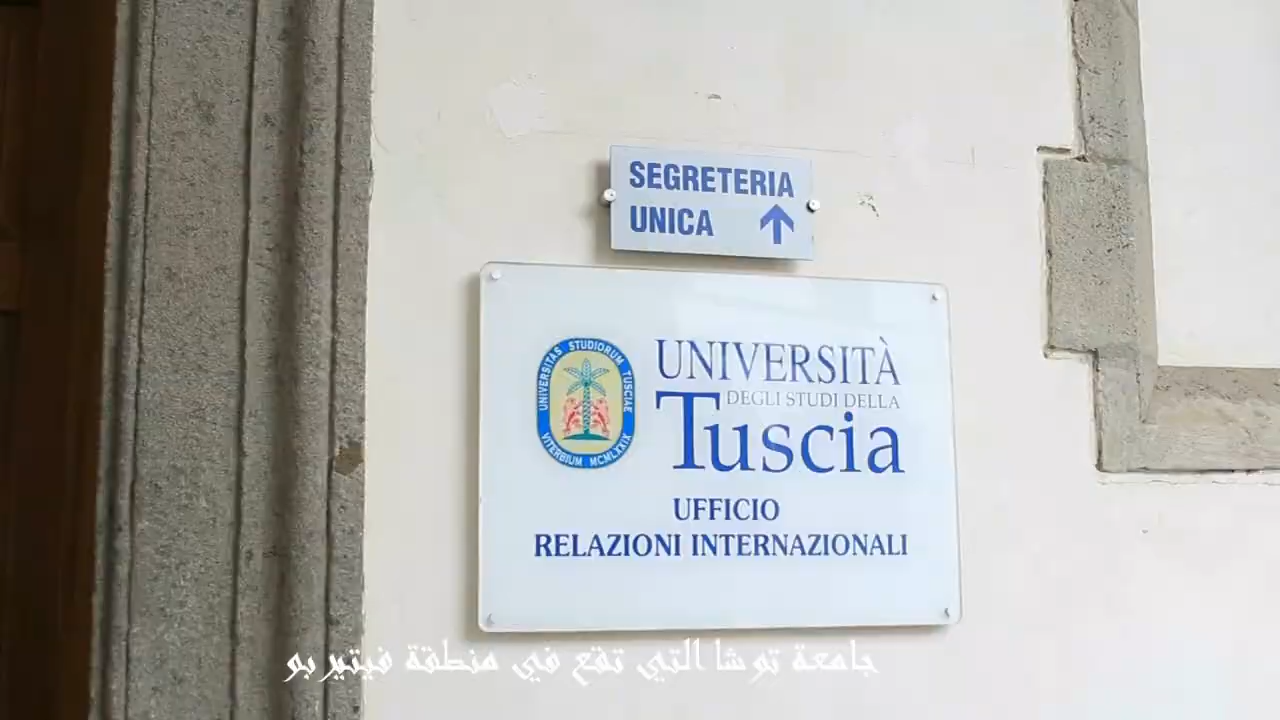 SEGRETERIA
UNICA
UNIVERSITAS STUDIORUM TUSCIAE
VITERBIUM MCMLXXIX
UNIVERSITÀ
DEGLI STUDI DELLA
Tuscia
UFFICIO
RELAZIONI INTERNAZIONALI
جامعة توشا التي تقع في منطقة فيتيربو